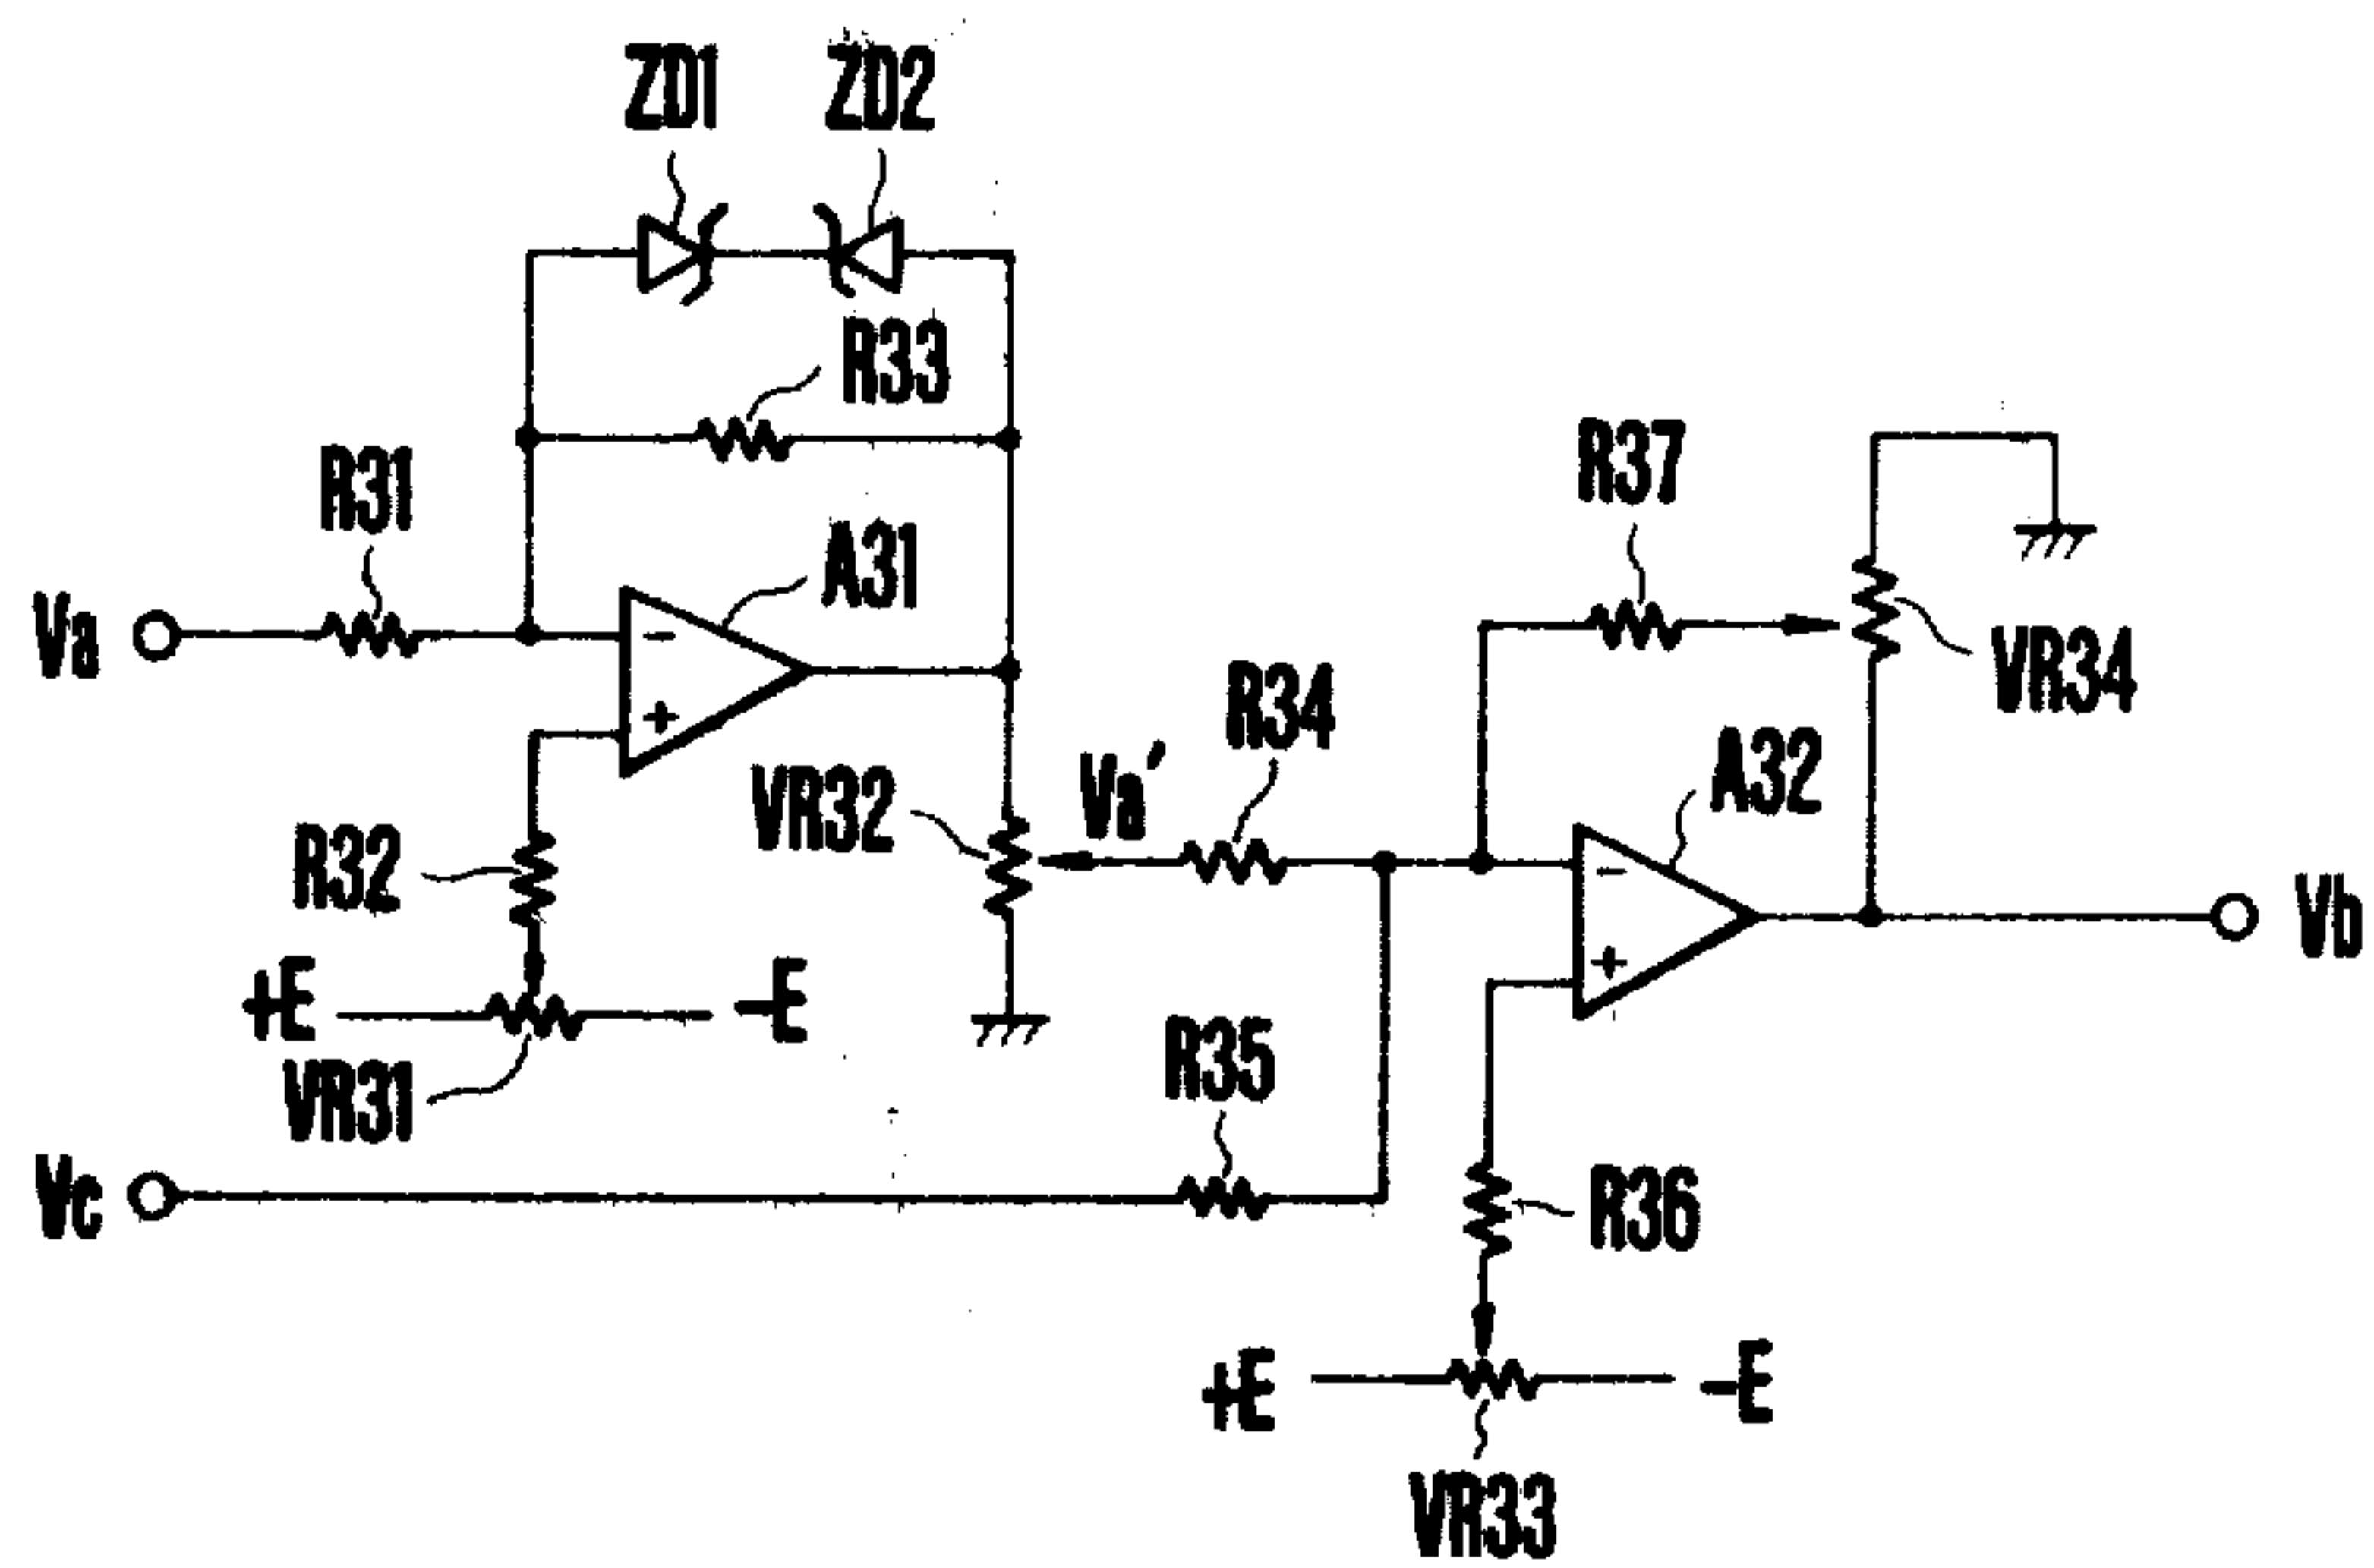 ZD1 ZD2
R33
R31
R37
A31
Va
VR34
R34
A32
Va'
VR32
R32
Vb
+E -E
R35
VR31
Vc
R36
+E -E
VR33
- +
- +